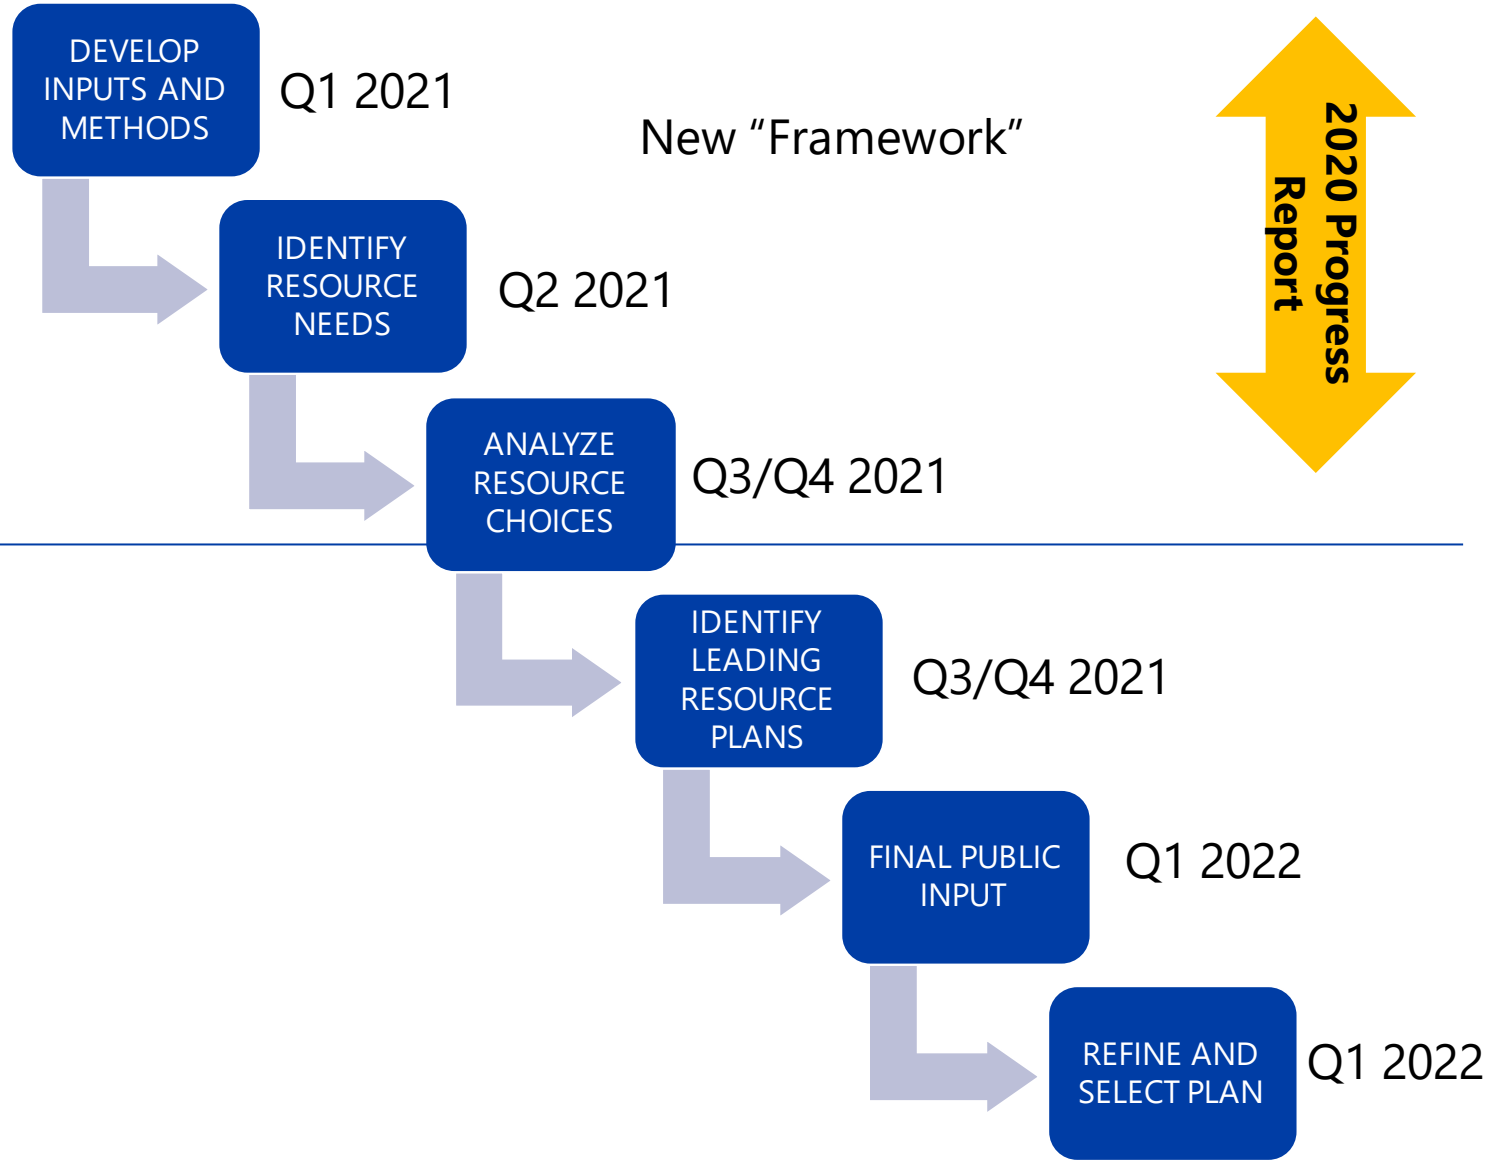 DEVELOP
INPUTS AND
METHODS
Q1 2021
New “Framework”
2020 Progress
Report
IDENTIFY
RESOURCE
NEEDS
Q2 2021
ANALYZE
RESOURCE
CHOICES
Q3/Q4 2021
IDENTIFY
LEADING
RESOURCE
PLANS
Q3/Q4 2021
FINAL PUBLIC
INPUT
Q1 2022
REFINE AND
SELECT PLAN
Q1 2022